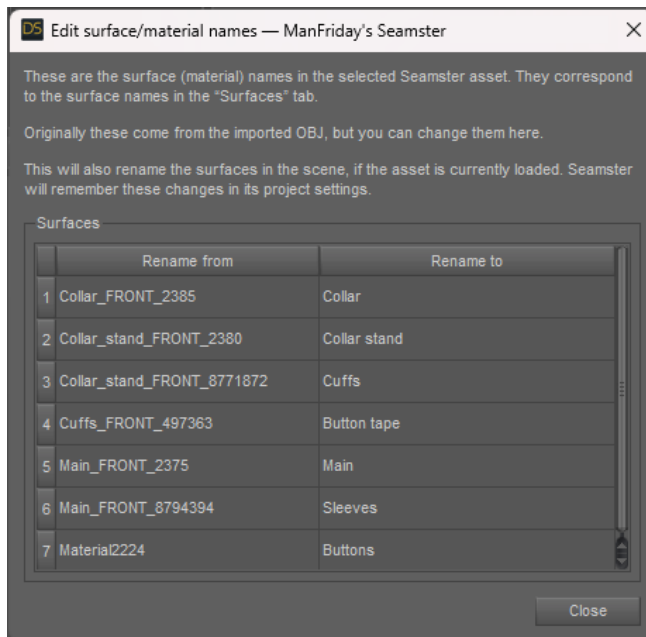 DS Edit surface/material names — ManFriday's Seamster
These are the surface (material) names in the selected Seamster asset. They correspond
to the surface names in the “Surfaces” tab.
Originally these come from the imported OBJ, but you can change them here.
This will also rename the surfaces in the scene, if the asset is currently loaded. Seamster
will remember these changes in its project settings.
Surfaces
Rename from Rename to
1 Collar_FRONT_2385 Collar
2 Collar_stand_FRONT_2380 Collar stand
3 Collar_stand_FRONT_8771872 Cuffs
4 Cuffs_FRONT_497363 Button tape
5 Main_FRONT_2375 Main
6 Main_FRONT_8794394 Sleeves
7 Material2224 Buttons
Close